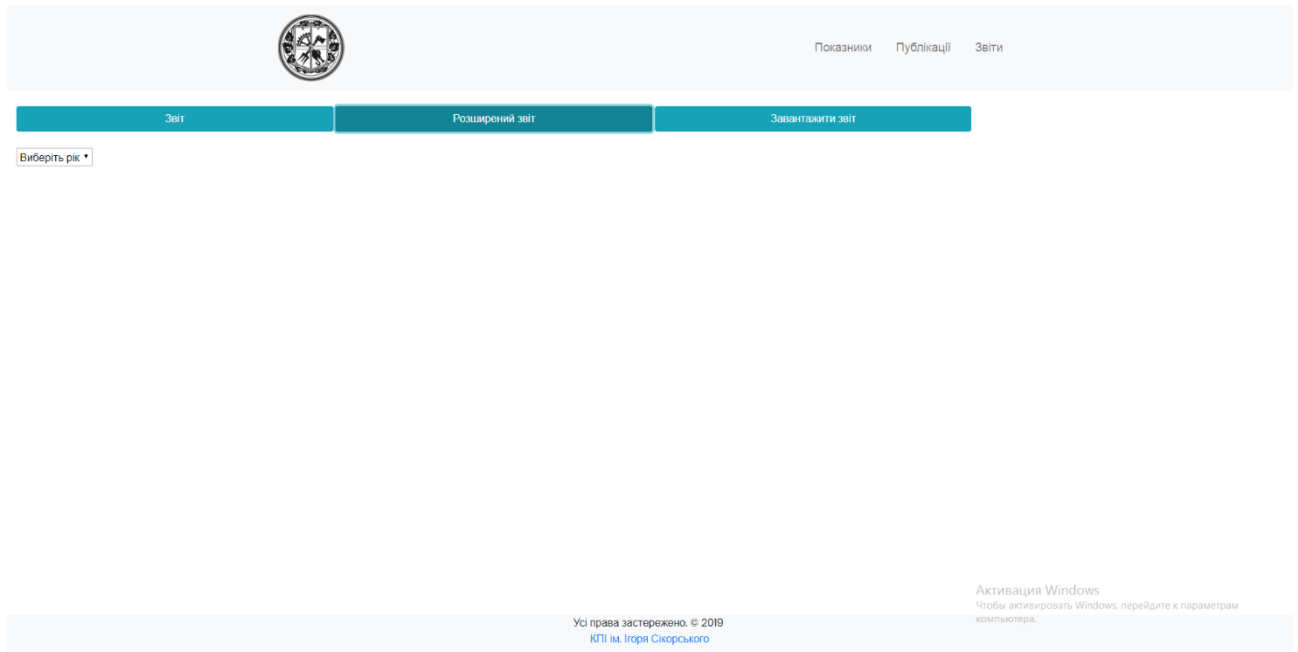 Показники Публікації Звіти
Звіт Розширений звіт Завантажити звіт
Виберіть рік
Активация Windows
Чтобы активировать Windows, перейдите к параметрам
компьютера.
Усі права застережено. © 2019
КПІ ім. Ігоря Сікорського